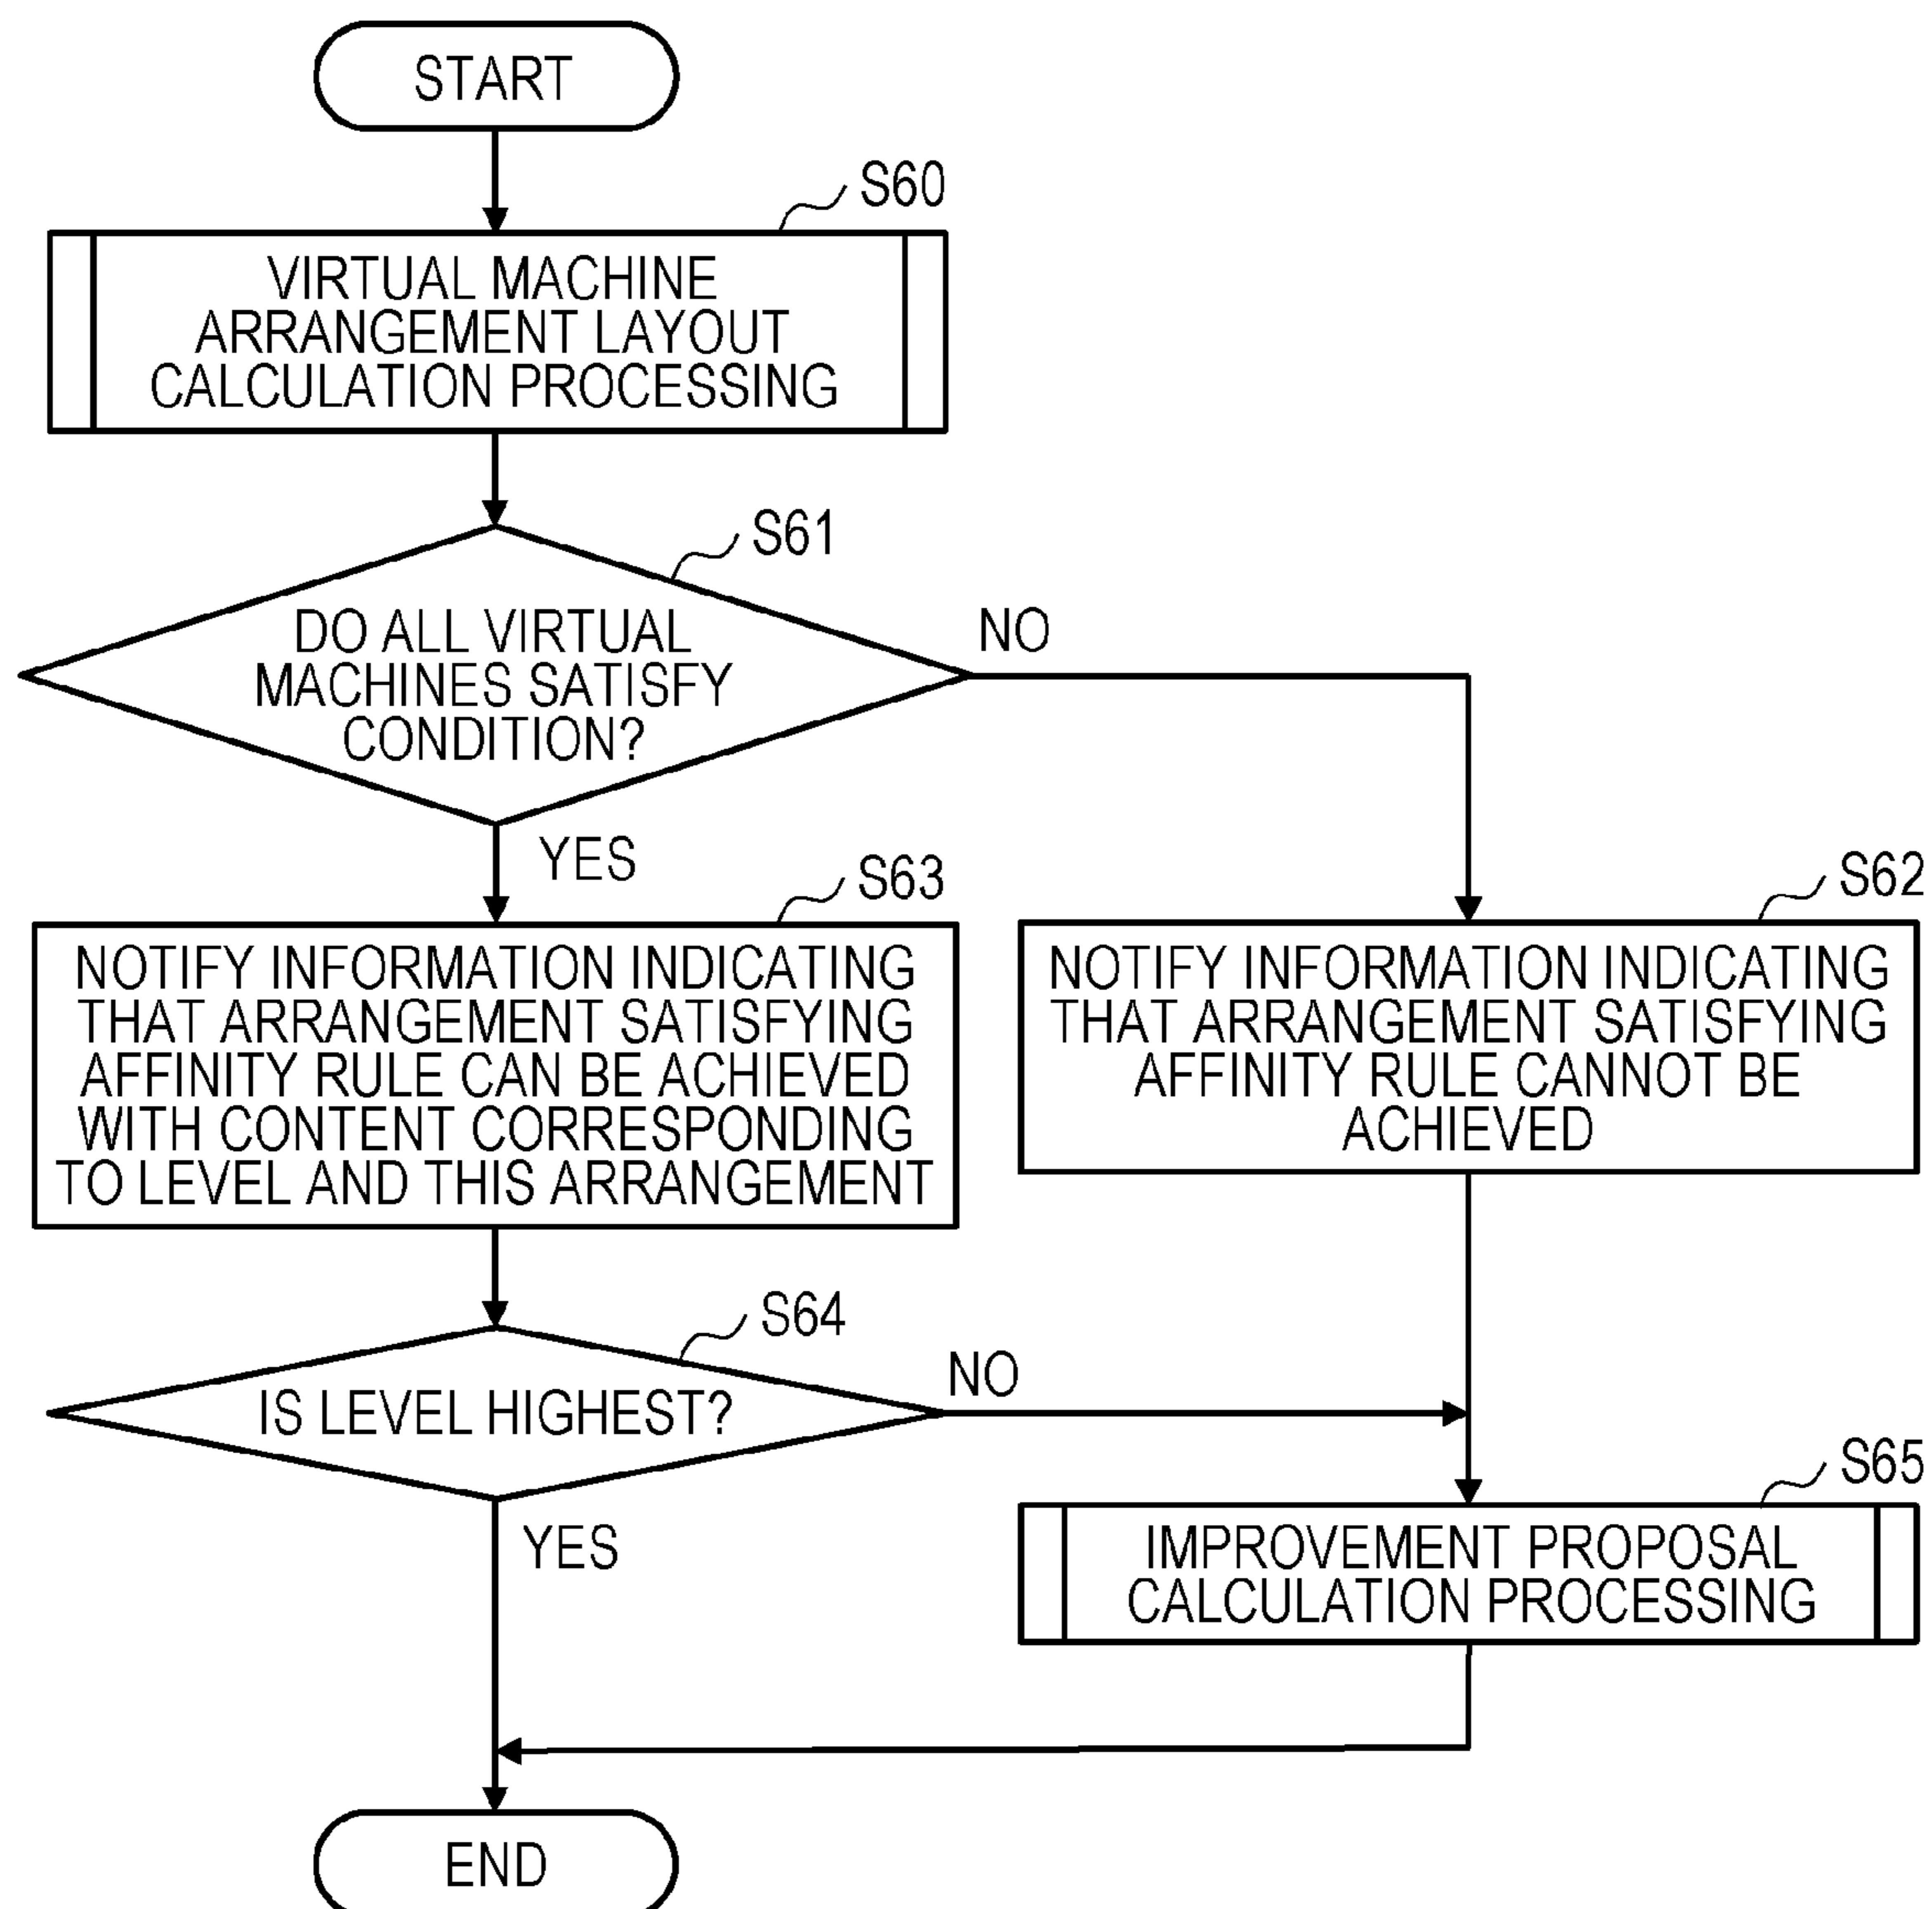 START
S60
VIRTUAL MACHINE
ARRANGEMENT LAYOUT
CALCULATION PROCESSING
S61
DO ALL VIRTUAL
MACHINES SATISFY
CONDITION?
NO
YES
S63
NOTIFY INFORMATION INDICATING
THAT ARRANGEMENT SATISFYING
AFFINITY RULE CAN BE ACHIEVED
WITH CONTENT CORRESPONDING
TO LEVEL AND THIS ARRANGEMENT
S62
NOTIFY INFORMATION INDICATING
THAT ARRANGEMENT SATISFYING
AFFINITY RULE CANNOT BE
ACHIEVED
S64
IS LEVEL HIGHEST?
NO
YES
S65
IMPROVEMENT PROPOSAL
CALCULATION PROCESSING
END